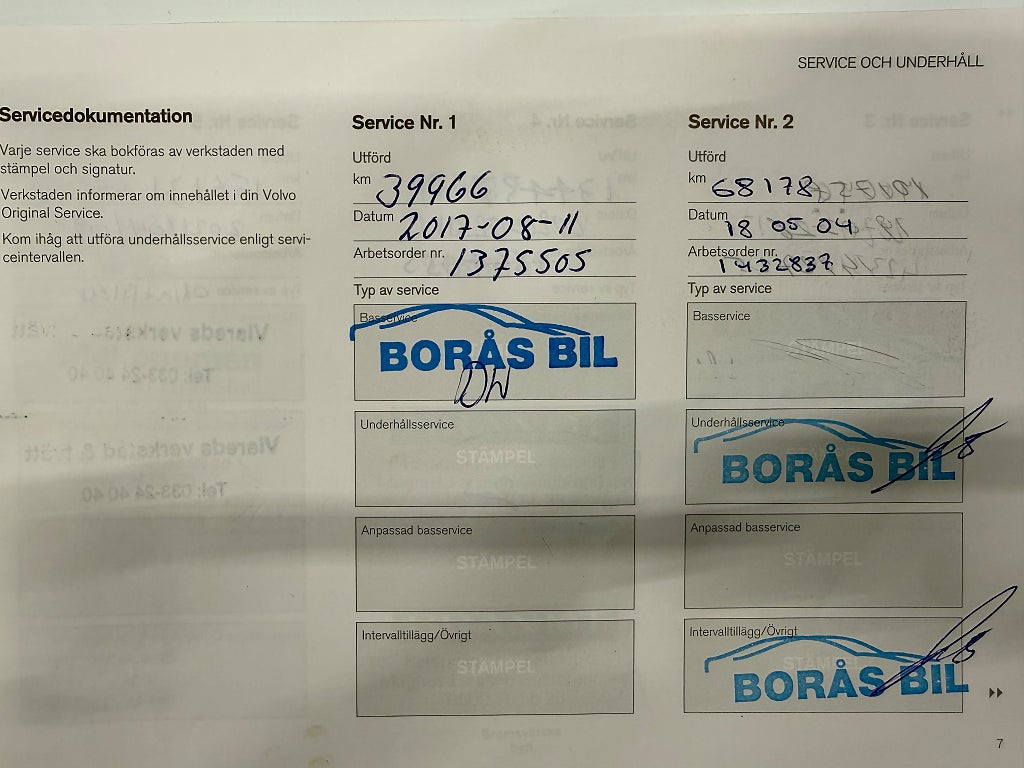 SERVICE OCH UNDERHÅLL
Servicedokumentation
Varje service ska bokföras av verkstaden med
stämpel och signatur.
Verkstaden informerar om innehållet i din Volvo
Original Service.
Kom ihåg att utföra underhållsservice enligt servi-
ceintervallen.
Service Nr. 1
Utförd
km 39966
Datum 2017-08-11
Arbetsorder nr. 1375505
Typ av service
Basservice
BORÅS BIL
DW
Underhållsservice
STÄMPEL
Anpassad basservice
STÄMPEL
Intervalltillägg/Övrigt
STÄMPEL
Service Nr. 2
Utförd
km 68178
Datum 18 05 04
Arbetsorder nr. 1432837
Typ av service
Basservice
STÄMPEL
Underhållsservice
BORÅS BIL
Anpassad basservice
STÄMPEL
Intervalltillägg/Övrigt
STÄMPEL
BORÅS BIL
7